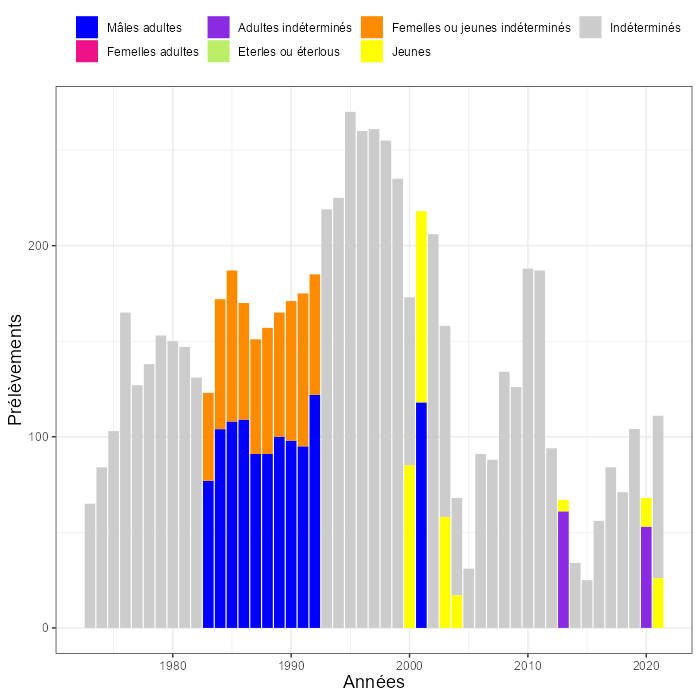 Mâles adultes Adultes indéterminés Femelles ou jeunes indéterminés Indéterminés
Femelles adultes Eterles ou éterlous Jeunes
200
100
0
Prélèvements
1980 1990 2000 2010 2020
Années